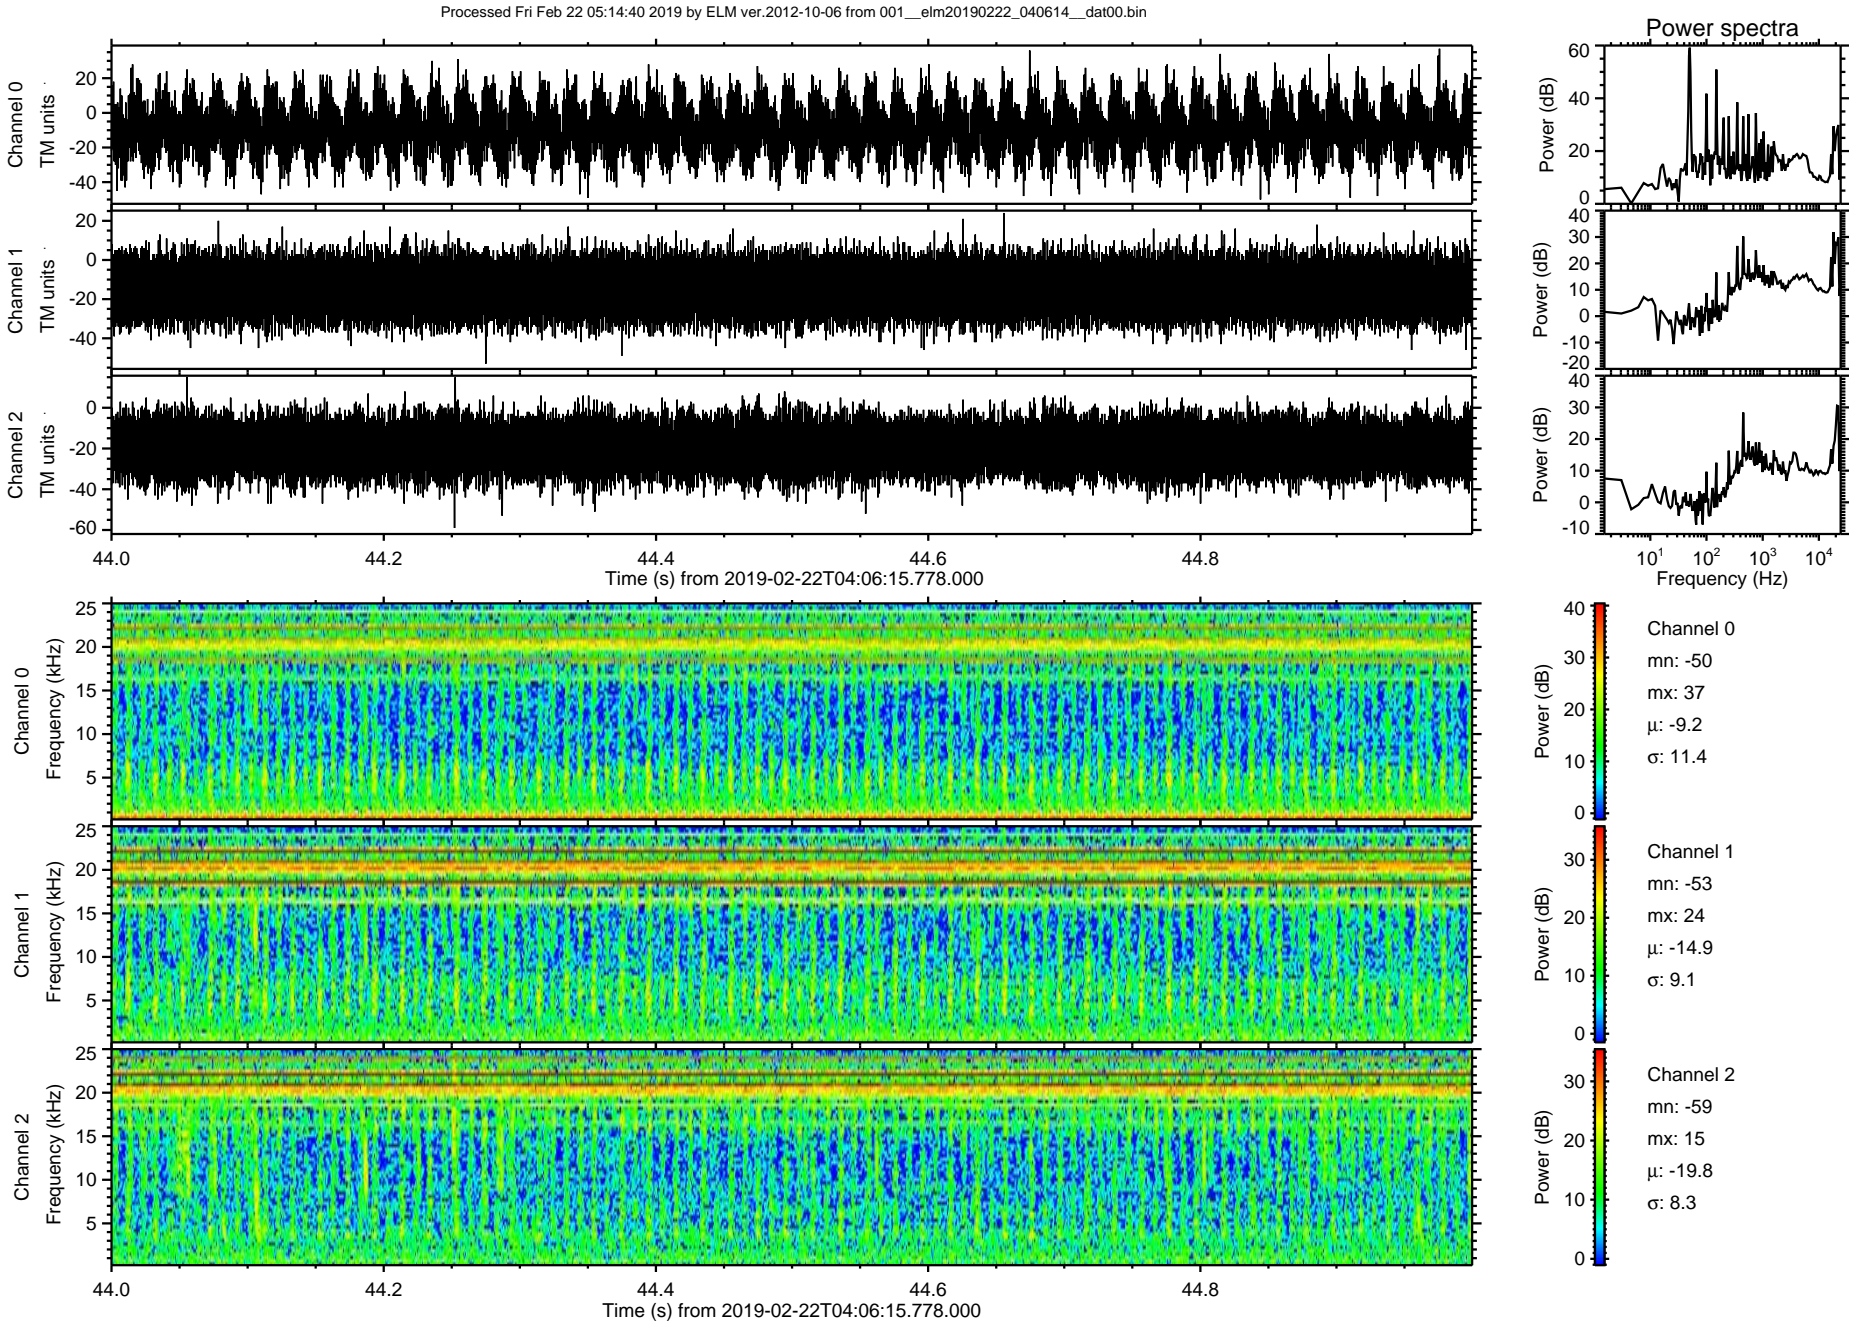 Processed Fri Feb 22 05:14:40 2019 by ELM ver.2012-10-06 from 001__elm20190222_040614__dat00.bin
Power spectra
Channel 0
TM units
20
0
-20
-40
Power (dB)
60
40
20
0
Channel 1
TM units
20
0
-20
-40
Power (dB)
40
30
20
10
0
-10
-20
Channel 2
TM units
0
-20
-40
-60
Power (dB)
40
30
20
10
0
-10
44.0 44.2 44.4 44.6 44.8
Time (s) from 2019-02-22T04:06:15.778.000
10¹ 10² 10³ 10⁴
Frequency (Hz)
Channel 0
Frequency (kHz)
25
20
15
10
5
Power (dB)
40
30
20
10
0
Channel 0
mn: -50
mx: 37
μ: -9.2
σ: 11.4
Channel 1
Frequency (kHz)
25
20
15
10
5
Power (dB)
30
20
10
0
Channel 1
mn: -53
mx: 24
μ: -14.9
σ: 9.1
Channel 2
Frequency (kHz)
25
20
15
10
5
Power (dB)
30
20
10
0
Channel 2
mn: -59
mx: 15
μ: -19.8
σ: 8.3
44.0 44.2 44.4 44.6 44.8
Time (s) from 2019-02-22T04:06:15.778.000